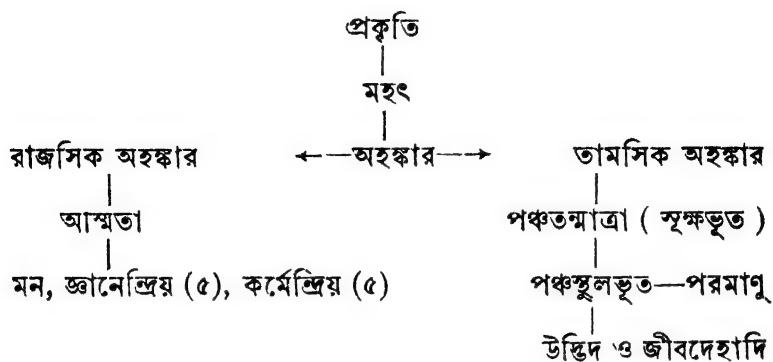 প্রকৃতি
মহৎ
রাজসিক অহঙ্কার ←—অহঙ্কার—→ তামসিক অহঙ্কার
আস্মতা পঞ্চতন্মাত্রা ( সূক্ষভূত )
মন, জ্ঞানেন্দ্রিয় (৫), কর্মেন্দ্রিয় (৫) পঞ্চস্থুলভূত—পরমাণু
উদ্ভিদ ও জীবদেহাদি